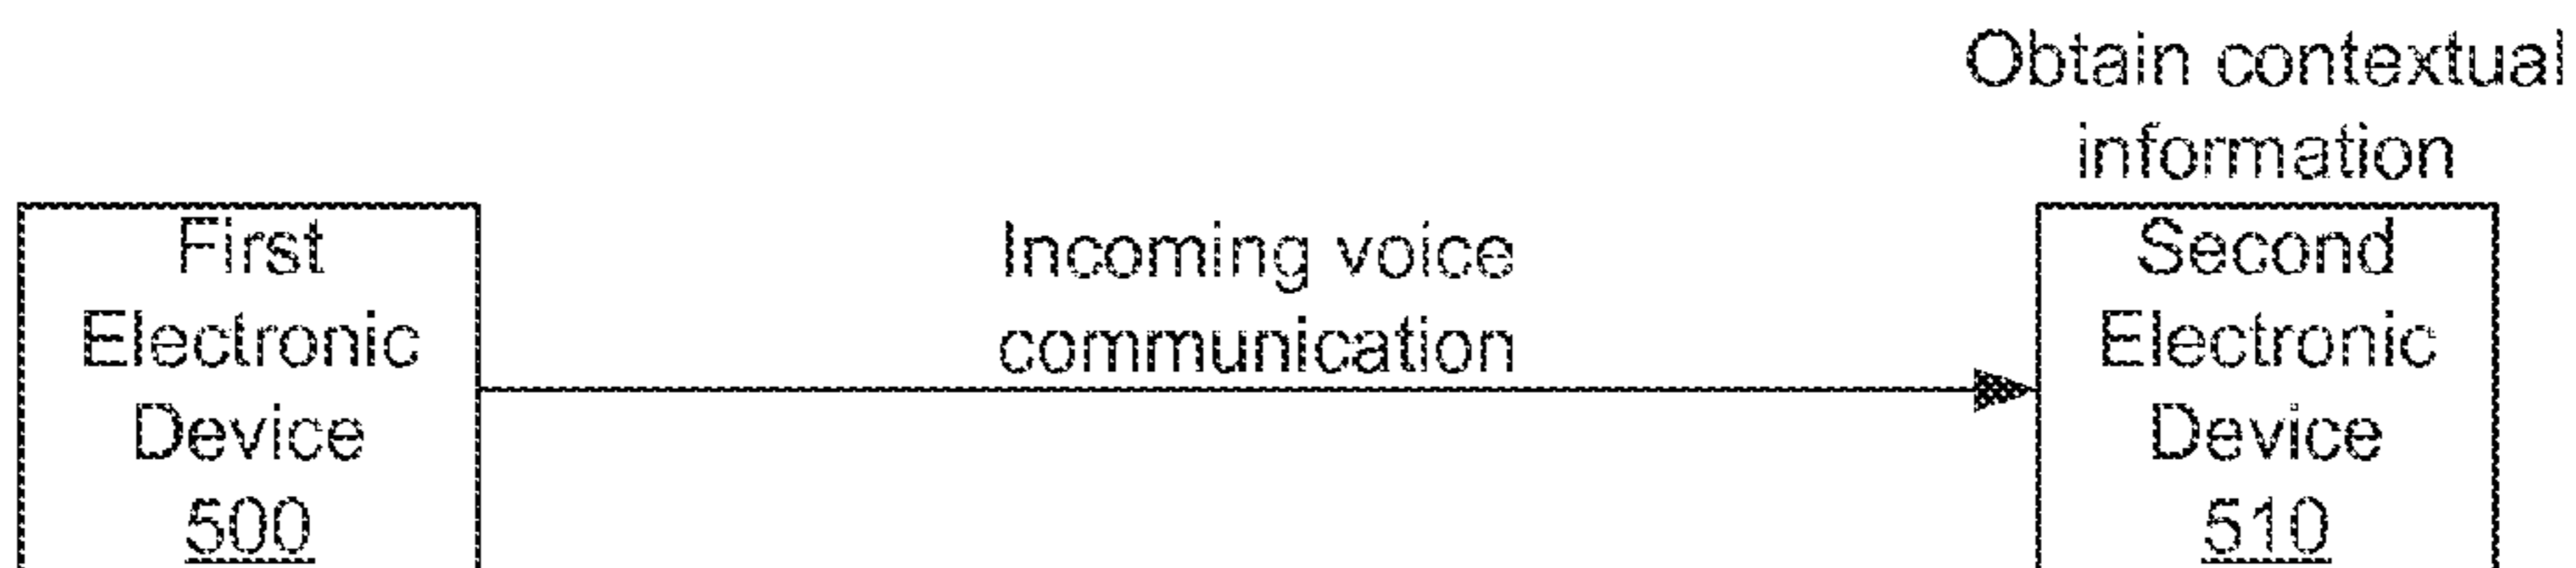 Obtain contextual
information
First
Electronic
Device
500
Incoming voice
communication
Second
Electronic
Device
510